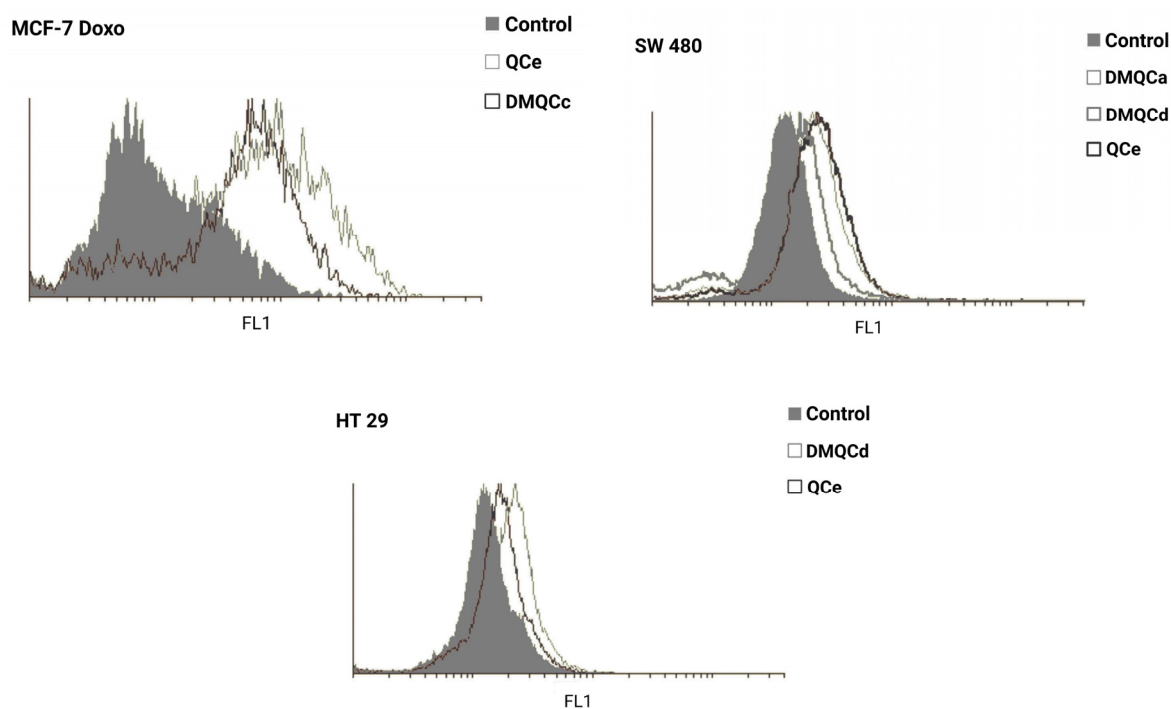 MCF-7 Doxo
Control
QCe
DMQCc
FL1
SW 480
Control
DMQCa
DMQCd
QCe
FL1
HT 29
Control
DMQCd
QCe
FL1